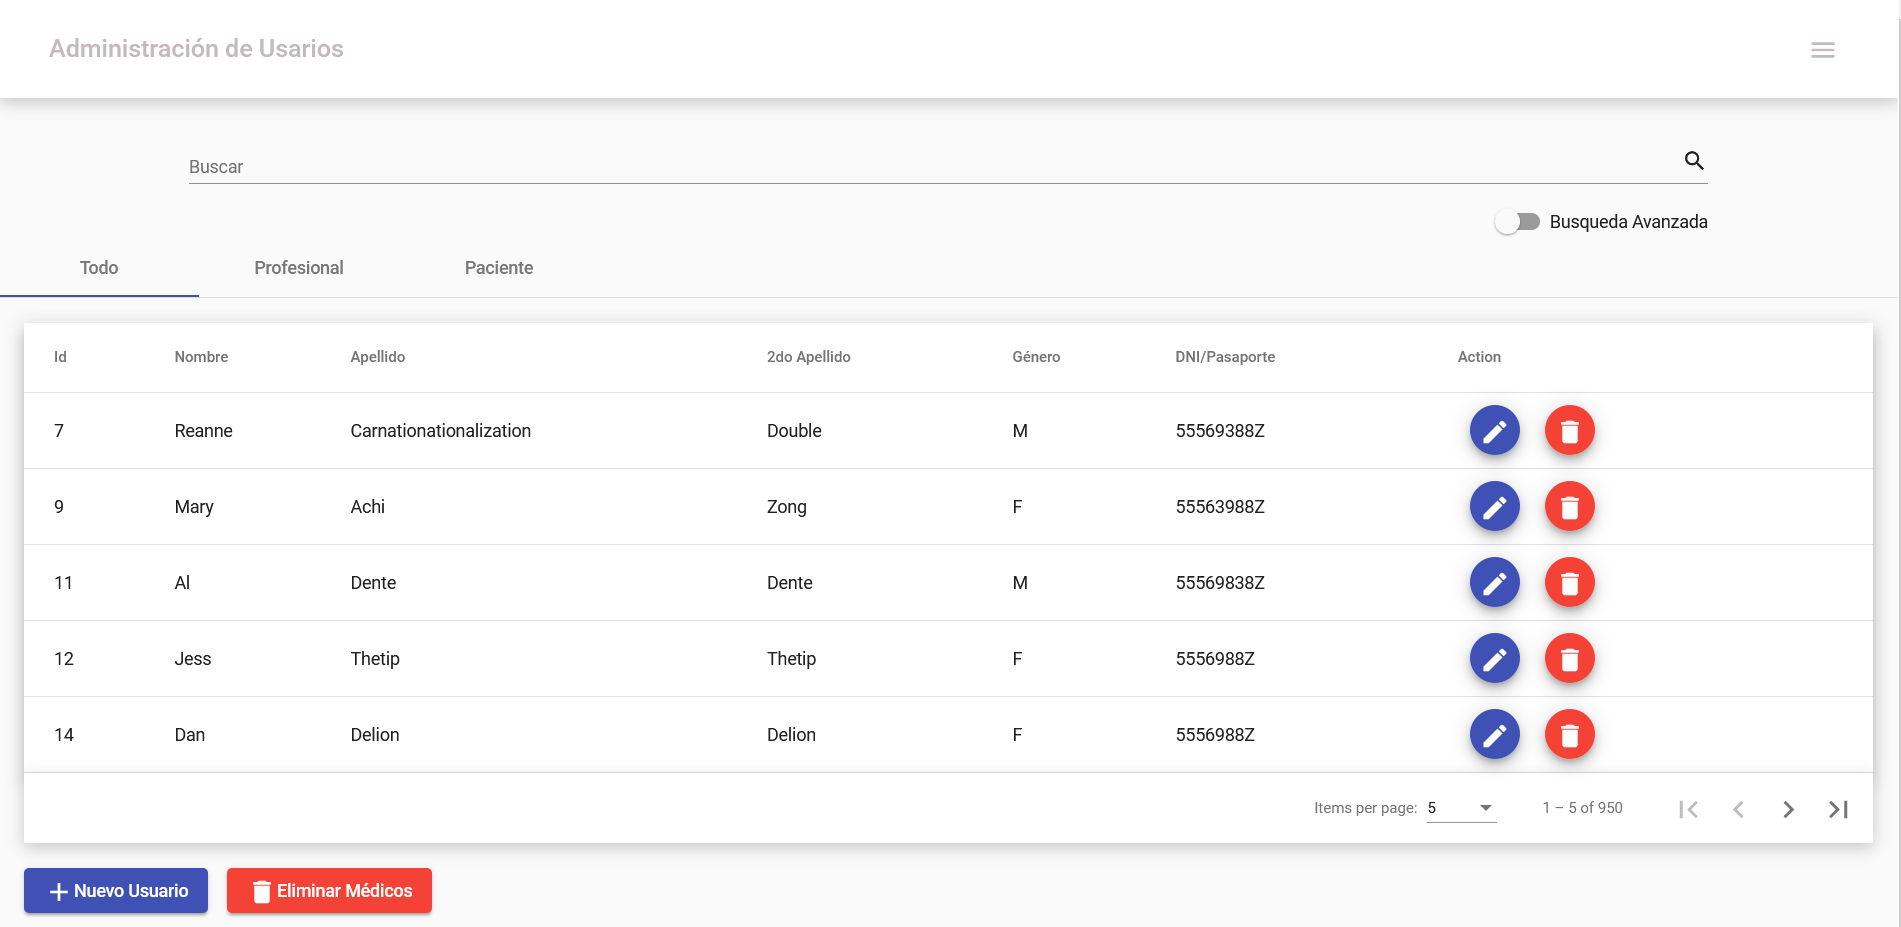 Administración de Usarios
Buscar
Busqueda Avanzada
Todo Profesional Paciente
Id Nombre Apellido 2do Apellido Género DNI/Pasaporte Action
7 Reanne Carnationationalization Double M 55569388Z
9 Mary Achi Zong F 55563988Z
11 Al Dente Dente M 55569838Z
12 Jess Thetip Thetip F 5556988Z
14 Dan Delion Delion F 5556988Z
Items per page: 5 1 – 5 of 950
Nuevo Usuario Eliminar Médicos